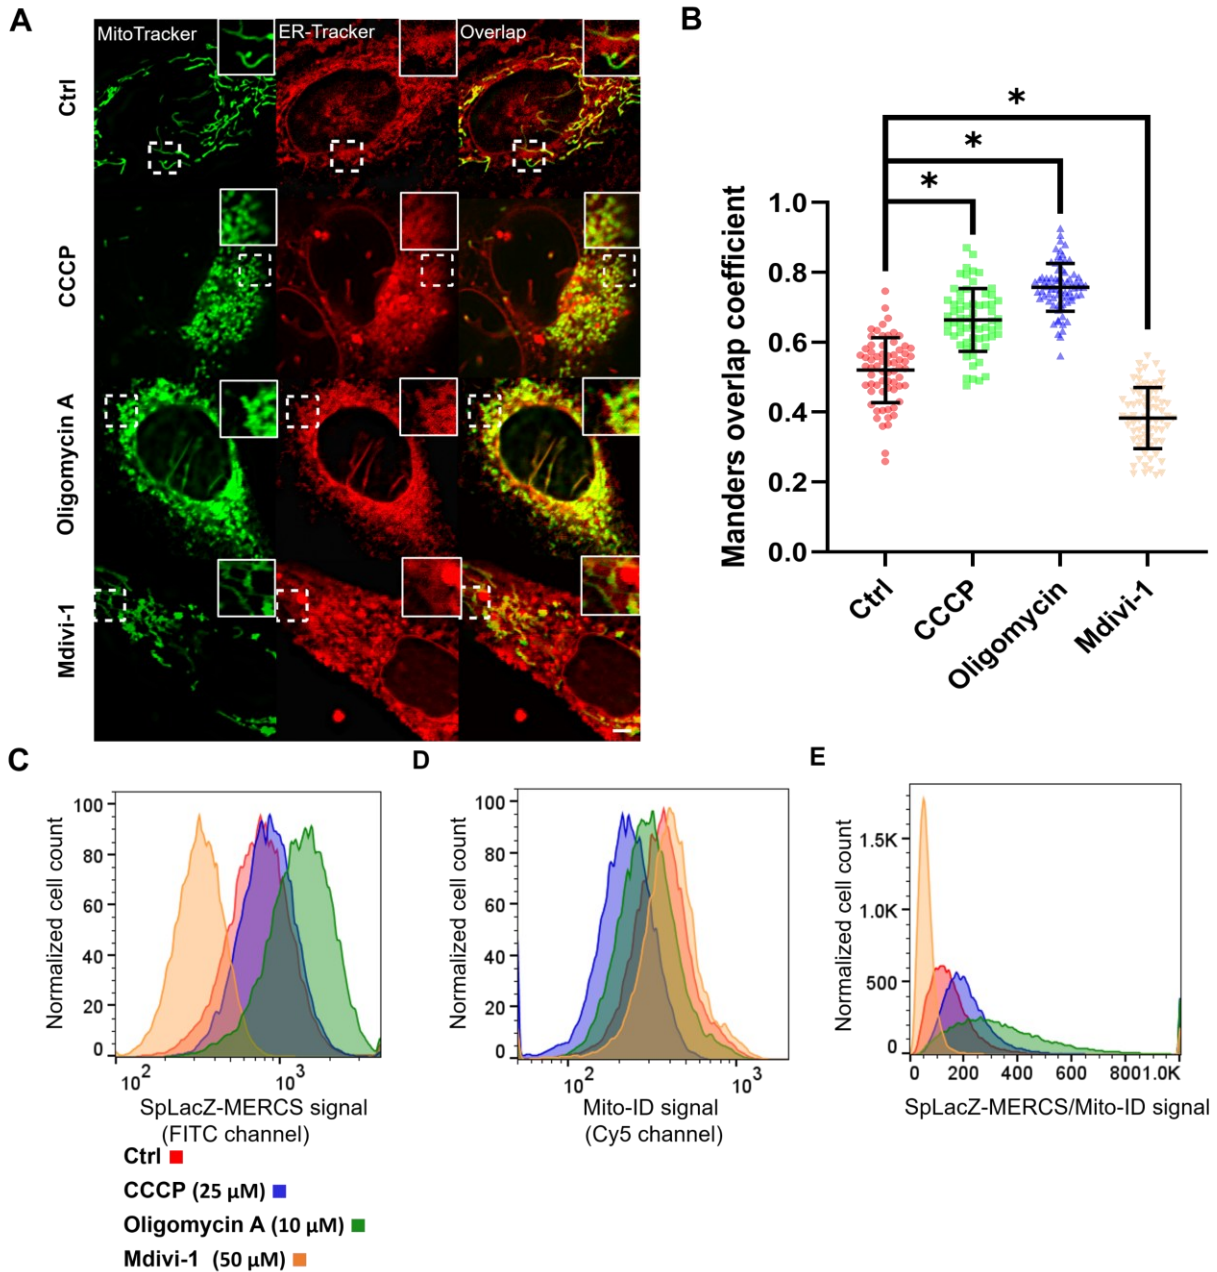 A
MitoTracker
ER-Tracker
Overlap
Ctrl
CCCP
Oligomycin A
Mdivi-1
B
*
*
*
Manders overlap coefficient
1.0
0.8
0.6
0.4
0.2
0.0
Ctrl
CCCP
Oligomycin
Mdivi-1
C
Normalized cell count
100
80
60
40
20
0
10²
10³
SpLacZ-MERCS signal
(FITC channel)
D
Normalized cell count
100
80
60
40
20
0
10²
10³
Mito-ID signal
(Cy5 channel)
E
Normalized cell count
1.5K
1.0K
500
0
0 200 400 600 8001.0K
SpLacZ-MERCS/Mito-ID signal
Ctrl
CCCP (25 µM)
Oligomycin A (10 µM)
Mdivi-1 (50 µM)